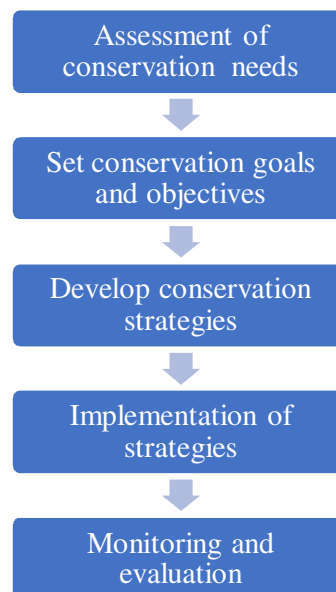 Assessment of
conservation needs
Set conservation goals
and objectives
Develop conservation
strategies
Implementation of
strategies
Monitoring and
evaluation